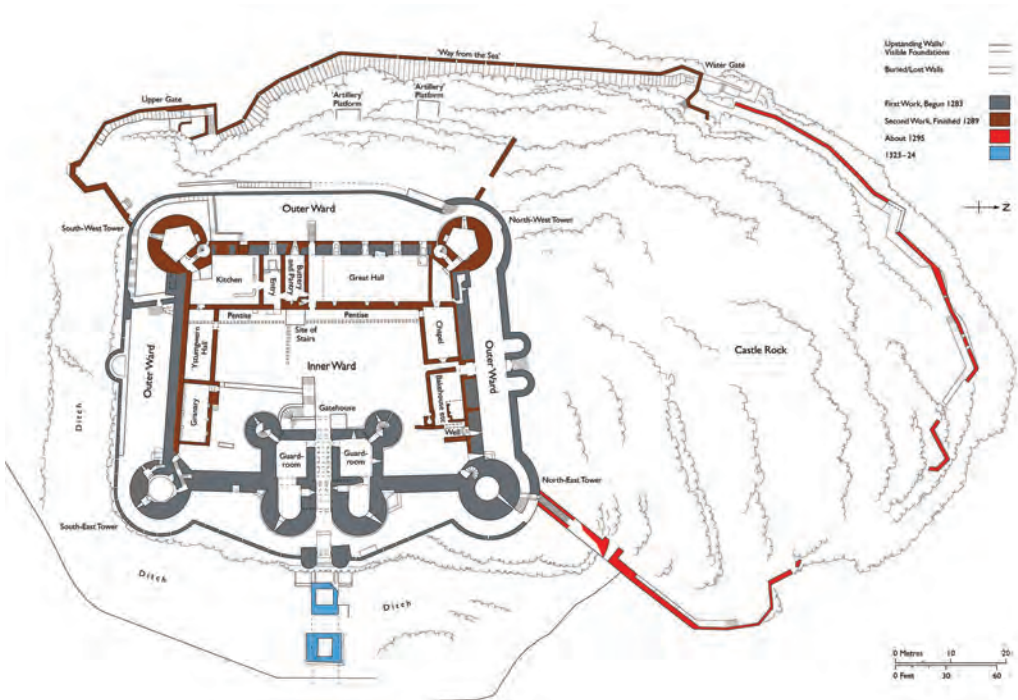 'Way from the Sea'
Water Gate
Upper Gate
'Artillery'
Platform
'Artillery'
Platform
Upstanding Walls/
Visible Foundations
Buried/Lost Walls
First Work, Begun 1283
Second Work, Finished 1289
About 1295
1323–24
Z
South-West Tower
Outer Ward
North-West Tower
Kitchen
Entry
Buttery
and Pantry
Great Hall
Pentise
Pentise
Site of
Stairs
Ystumgwern
Hall
Chapel
Outer Ward
Outer Ward
Inner Ward
Castle Rock
Granary
Gatehouse
Bakehouse etc
Well
Guard-
room
Guard-
room
Ditch
North-East Tower
South-East Tower
Ditch
Ditch
0 Metres 10 20
0 Feet 30 60